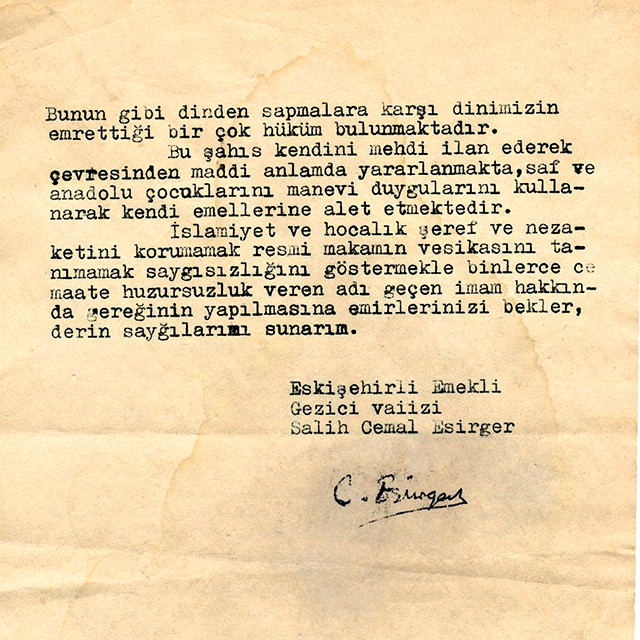 Bunun gibi dinden sapmalara karşı dinimizin
emrettiği bir çok hüküm bulunmaktadır.
Bu şahıs kendini mehdi ilan ederek
çevresinden maddi anlamda yararlanmakta,saf ve
anadolu çocuklarını manevi duygularını kulla-
narak kendi emellerine alet etmektedir.
İslamiyet ve hocalık şeref ve neza-
ketini korumamak resmi makamın vesikasını ta-
nımamak saygısızlığını göstermekle binlerce ce
maate huzursuzluk veren adı geçen imam hakkın-
da gereğinin yapılmasına emirlerinizi bekler,
derin sayğılarımı sunarım.
Eskişehirli Emekli
Gezici vaiizi
Salih Cemal Esirger
C. Esirger